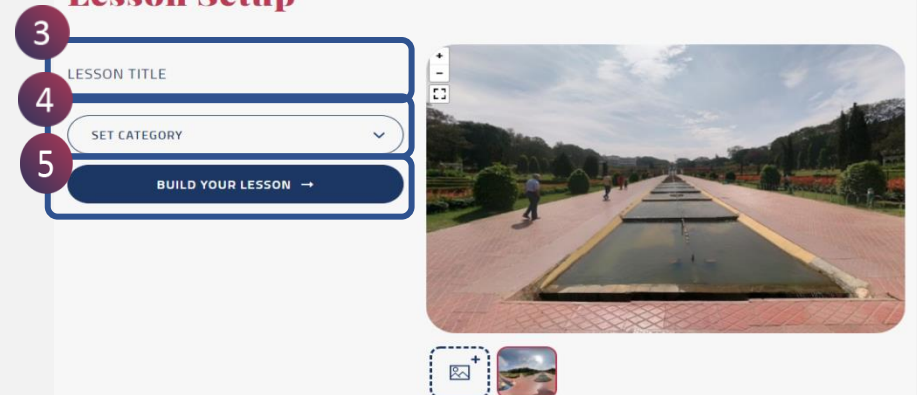 Lesson Setup
3
LESSON TITLE
4
SET CATEGORY
5
BUILD YOUR LESSON →
+
−
+